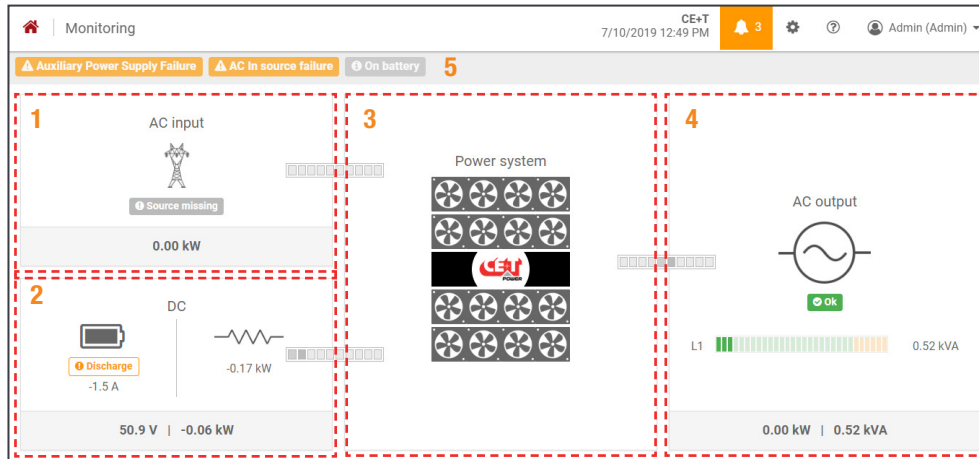 Monitoring
CE+T
7/10/2019 12:49 PM
3
Admin (Admin)
Auxiliary Power Supply Failure
AC In source failure
On battery
5
1
AC input
Source missing
0.00 kW
2
DC
Discharge
-1.5 A
-0.17 kW
50.9 V | -0.06 kW
3
Power system
CE+T
POWER
4
AC output
Ok
L1
0.52 kVA
0.00 kW | 0.52 kVA